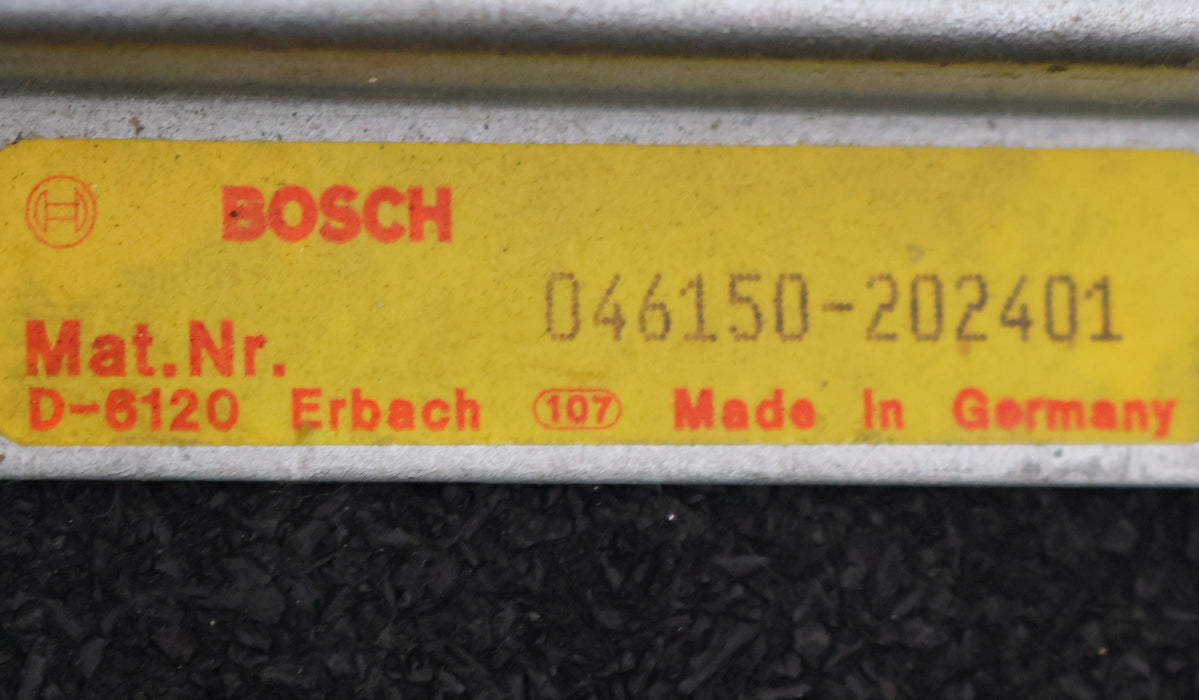 BOSCH
046150-202401
Mat.Nr.
D-6120 Erbach 107 Made In Germany